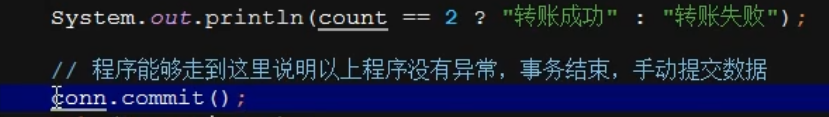 System.out.println(count == 2 ? "转账成功" : "转账失败");
// 程序能够走到这里说明以上程序没有异常，事务结束，手动提交数据
conn.commit();